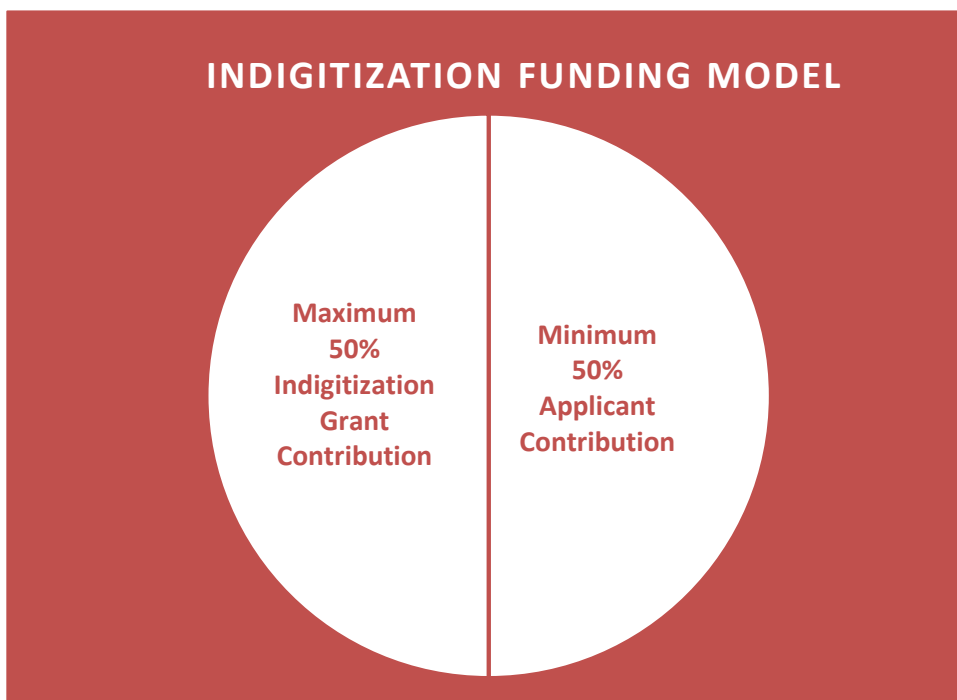 INDIGITIZATION FUNDING MODEL
Maximum
50%
Indigitization
Grant
Contribution
Minimum
50%
Applicant
Contribution